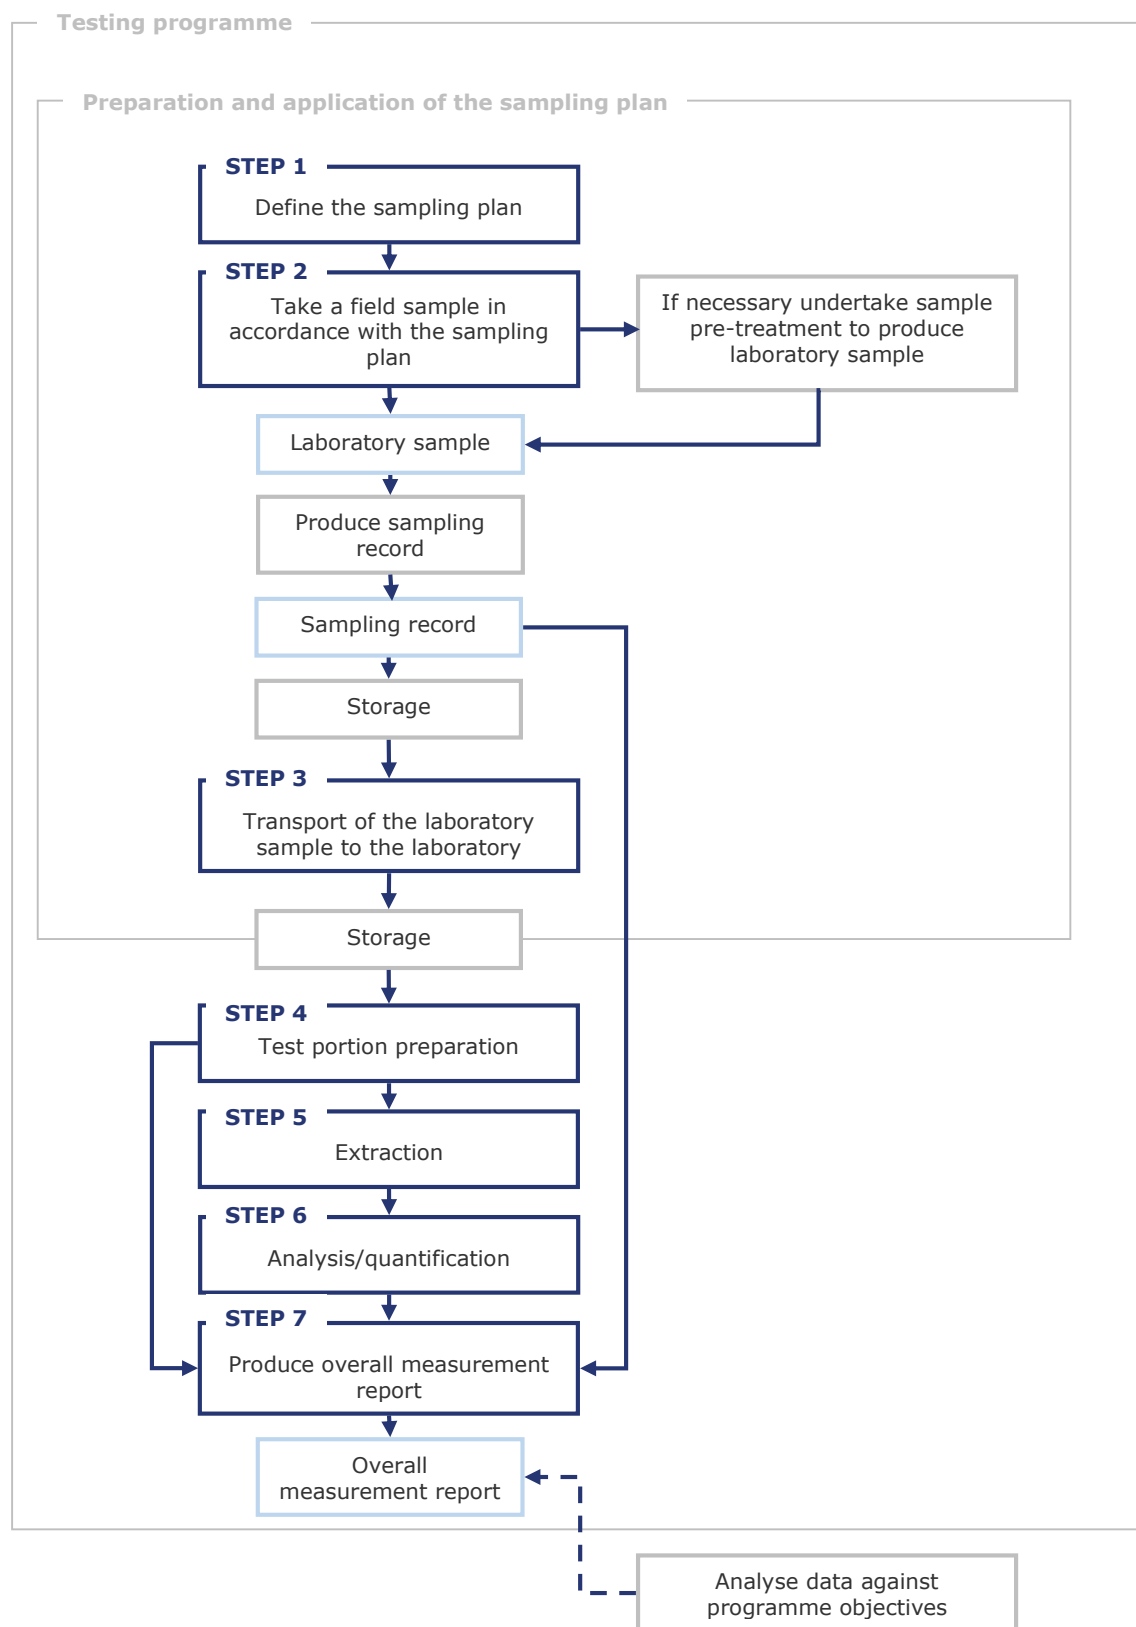 Testing programme
Preparation and application of the sampling plan
STEP 1
Define the sampling plan
STEP 2
Take a field sample in
accordance with the sampling
plan
If necessary undertake sample
pre-treatment to produce
laboratory sample
Laboratory sample
Produce sampling
record
Sampling record
Storage
STEP 3
Transport of the laboratory
sample to the laboratory
Storage
STEP 4
Test portion preparation
STEP 5
Extraction
STEP 6
Analysis/quantification
STEP 7
Produce overall measurement
report
Overall
measurement report
Analyse data against
programme objectives